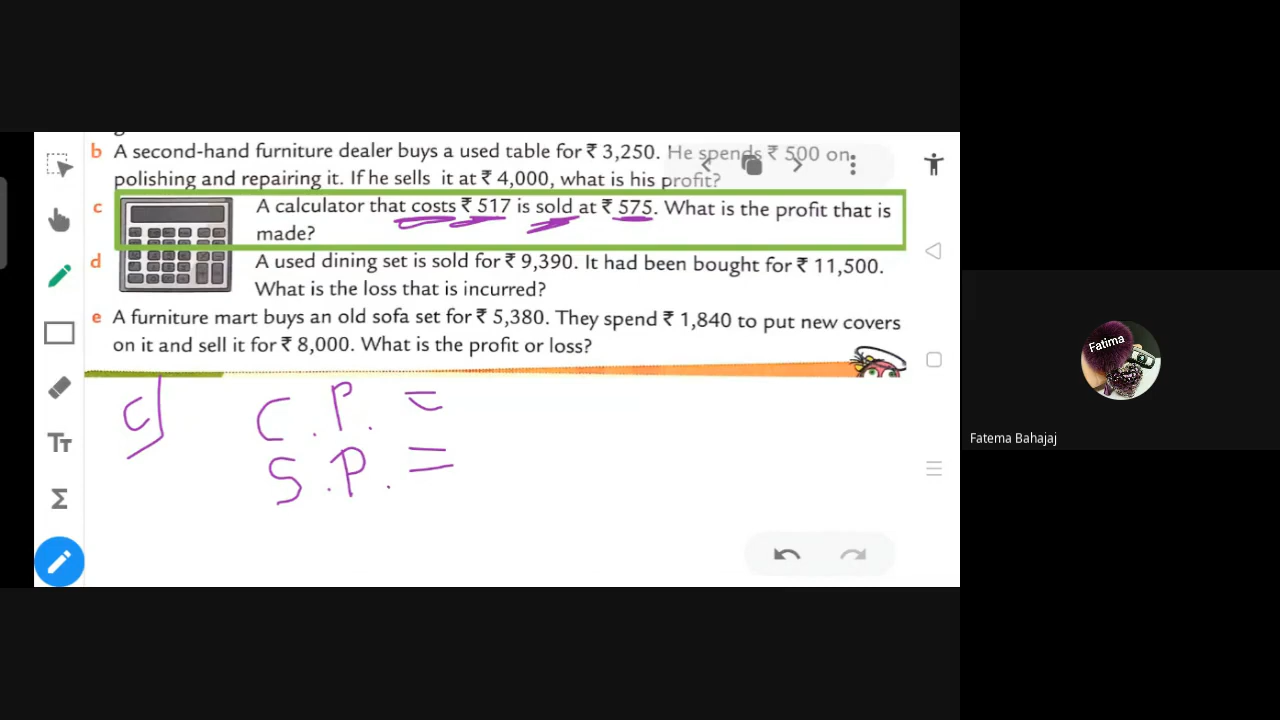 b A second-hand furniture dealer buys a used table for ₹ 3,250. He spends ₹ 500 on
polishing and repairing it. If he sells it at ₹ 4,000, what is his profit?
c A calculator that costs ₹ 517 is sold at ₹ 575. What is the profit that is
made?
d A used dining set is sold for ₹ 9,390. It had been bought for ₹ 11,500.
What is the loss that is incurred?
e A furniture mart buys an old sofa set for ₹ 5,380. They spend ₹ 1,840 to put new covers
on it and sell it for ₹ 8,000. What is the profit or loss?
c) C.P. =
S.P. =
Tт
Σ
Fatima
Fatema Bahajaj